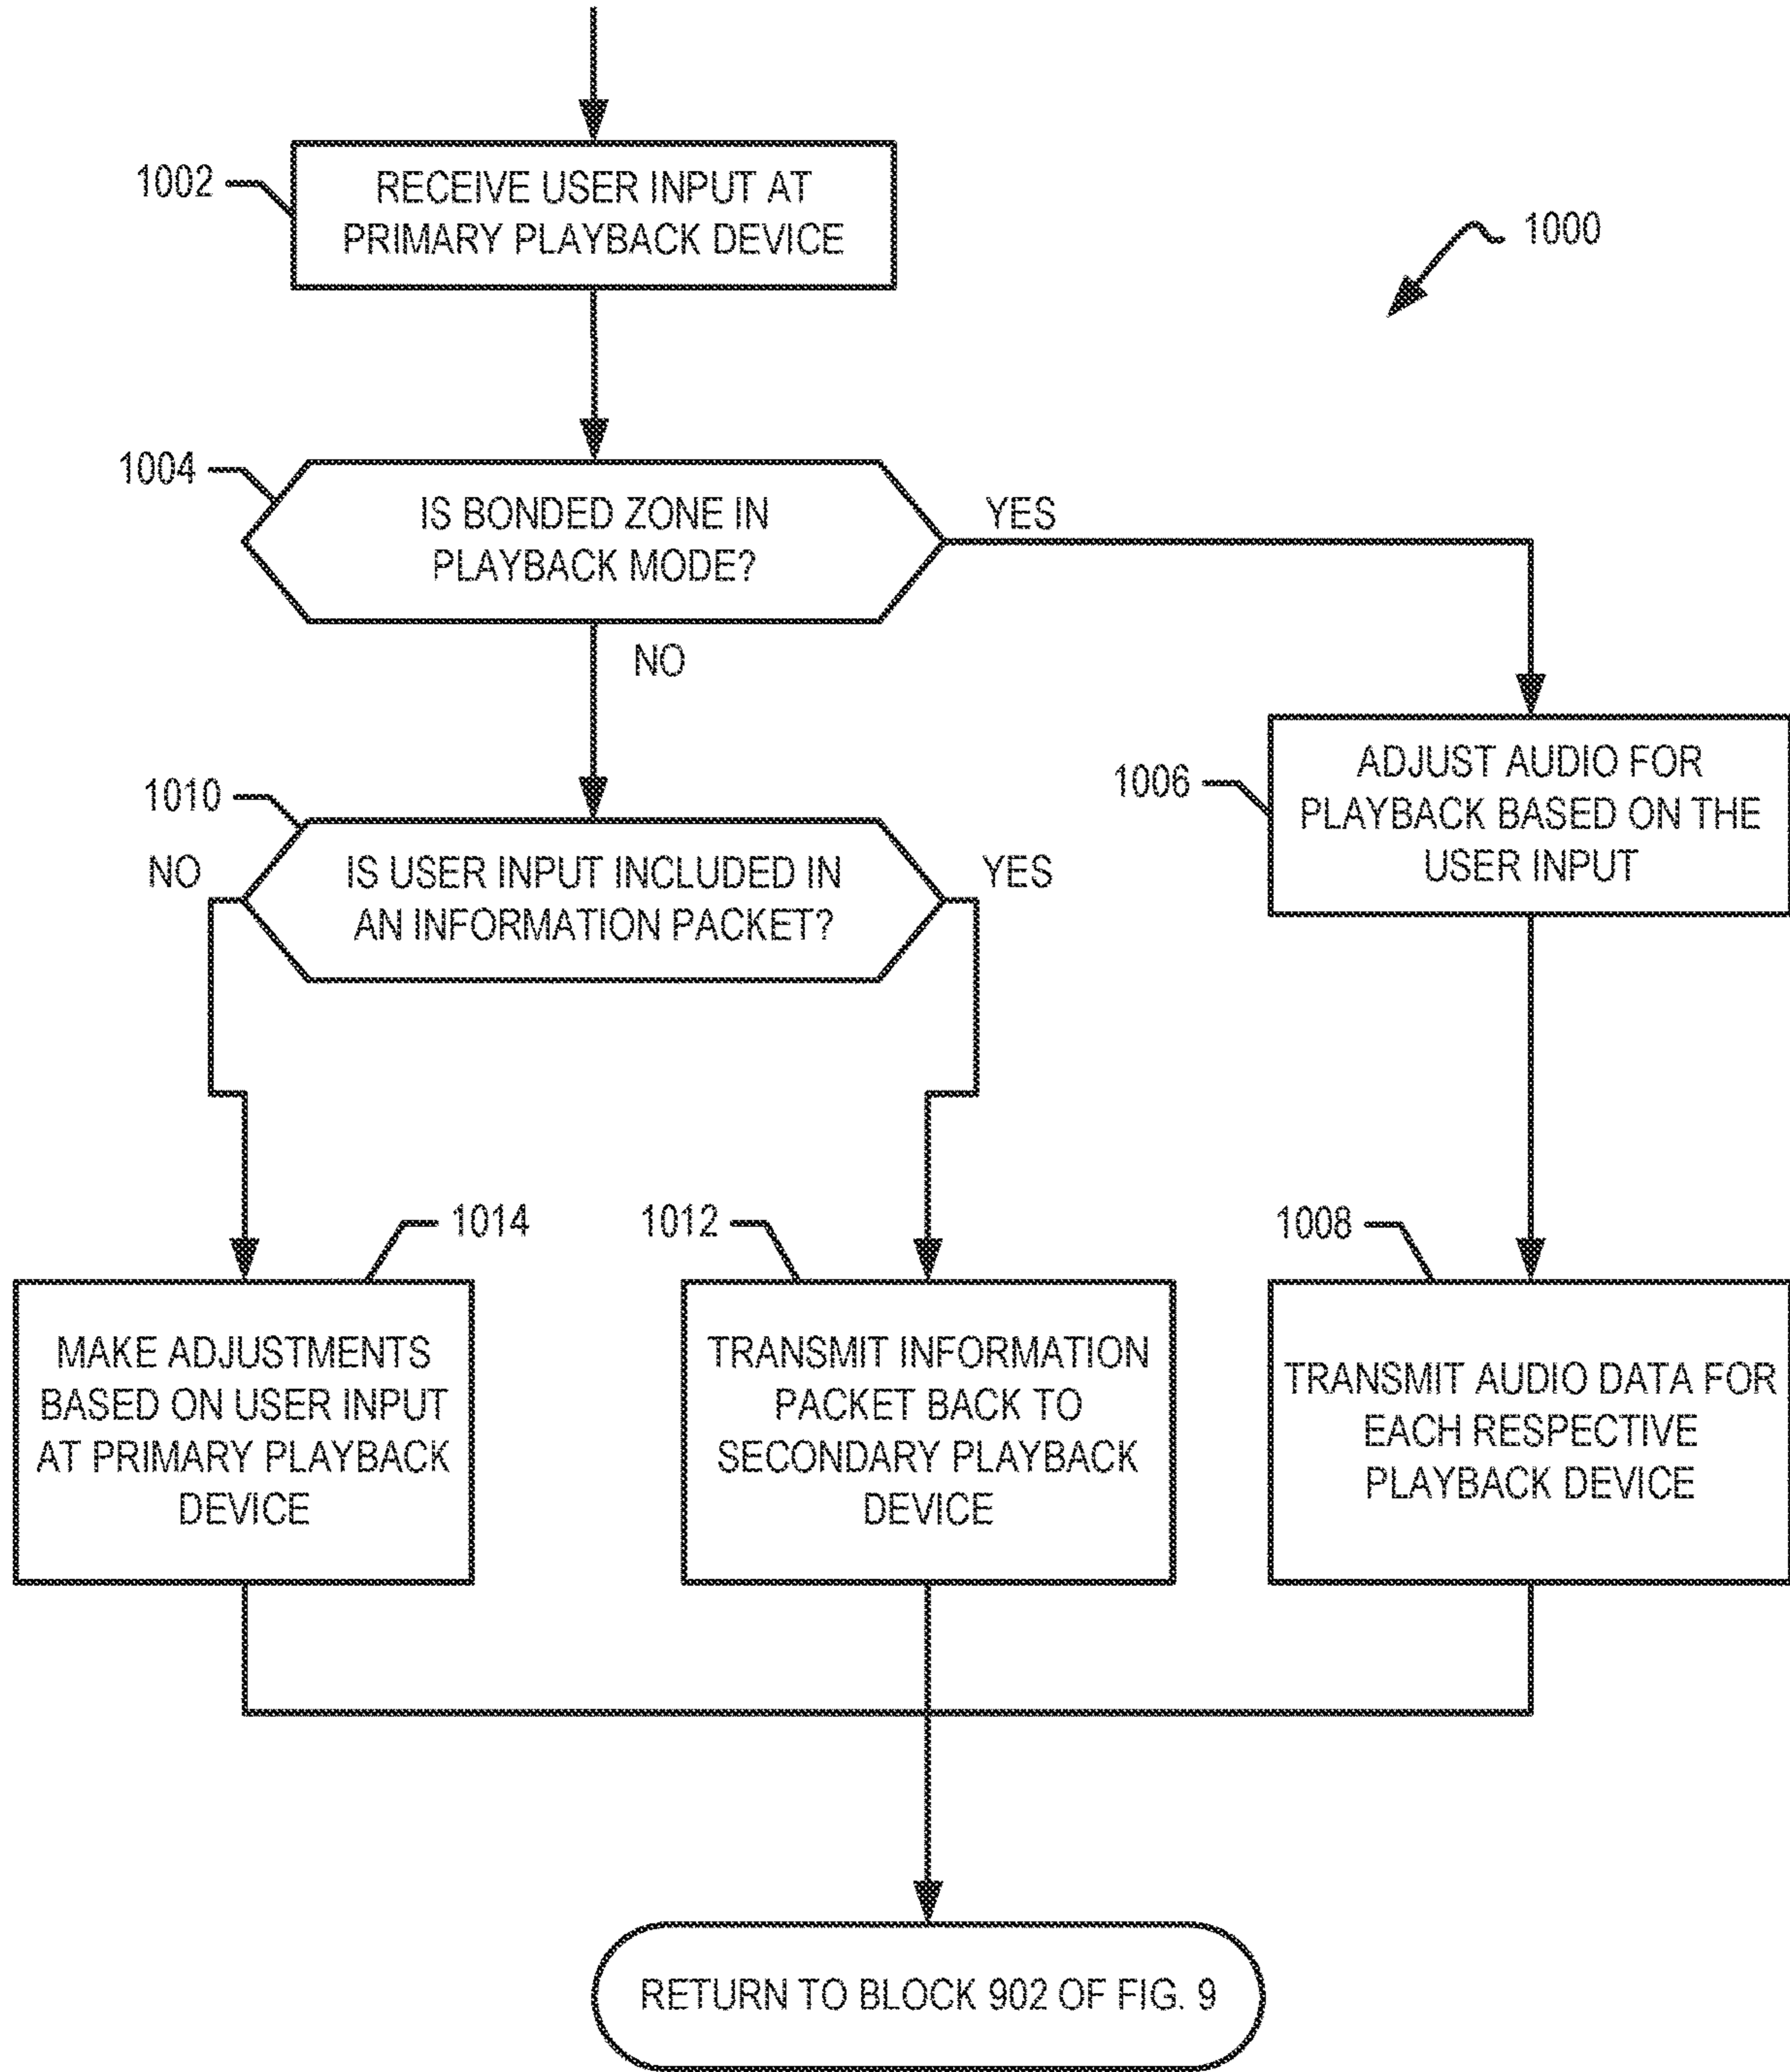 1002
RECEIVE USER INPUT AT
PRIMARY PLAYBACK DEVICE
1000
1004
IS BONDED ZONE IN
PLAYBACK MODE?
YES
NO
1010
NO
IS USER INPUT INCLUDED IN
AN INFORMATION PACKET?
YES
1006
ADJUST AUDIO FOR
PLAYBACK BASED ON THE
USER INPUT
1014
MAKE ADJUSTMENTS
BASED ON USER INPUT
AT PRIMARY PLAYBACK
DEVICE
1012
TRANSMIT INFORMATION
PACKET BACK TO
SECONDARY PLAYBACK
DEVICE
1008
TRANSMIT AUDIO DATA FOR
EACH RESPECTIVE
PLAYBACK DEVICE
RETURN TO BLOCK 902 OF FIG. 9